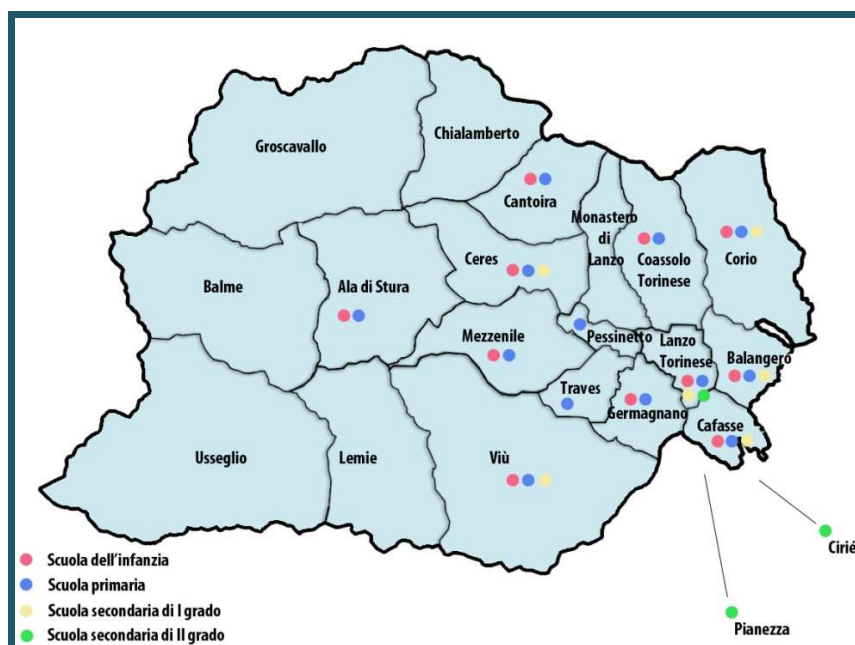 Groscavallo
Chialamberto
Cantoira
Monastero
di
Lanzo
Coassolo
Torinese
Corio
Balme
Ala di Stura
Ceres
Mezzenile
Pessinetto
Lanzo
Torinese
Balangero
Traves
Germagnano
Cafasse
Usseglio
Lemie
Viù
Cirié
Pianezza
Scuola dell'infanzia
Scuola primaria
Scuola secondaria di I grado
Scuola secondaria di II grado